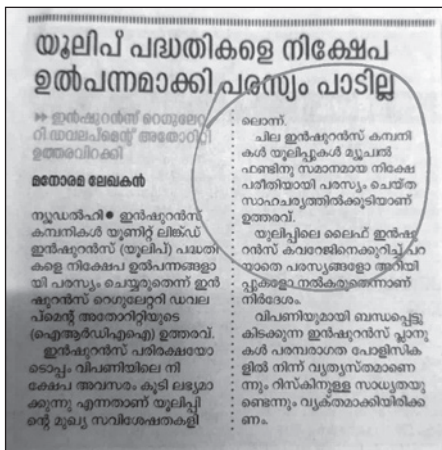 യൂലിപ് പദ്ധതികളെ നിക്ഷേപ
ഉൽപന്നമാക്കി പരസ്യം പാടില്ല
ഇൻഷുറൻസ് റെഗുലേറ്റ
റി ഡവലപ്മെന്റ് അതോറിറ്റി
ഉത്തരവിറക്കി
മനോരമ ലേഖകൻ
ന്യൂഡൽഹി● ഇൻഷുറൻസ്
കമ്പനികൾ യൂണിറ്റ് ലിങ്ക്ഡ്
ഇൻഷുറൻസ് (യൂലിപ്) പദ്ധതി
കളെ നിക്ഷേപ ഉൽപന്നങ്ങളാ
യി പരസ്യം ചെയ്യരുതെന്ന് ഇൻ
ഷുറൻസ് റെഗുലേറ്ററി ഡവല
പ്മെന്റ് അതോറിറ്റിയുടെ
(ഐആർഡിഎഐ) ഉത്തരവ്.
ഇൻഷുറൻസ് പരിരക്ഷയോ
ടൊപ്പം വിപണിയിലെ നി
ക്ഷേപ അവസരം കൂടി ലഭ്യമാ
ക്കുന്നു എന്നതാണ് യൂലിപ്പി
ന്റെ മുഖ്യ സവിശേഷതകളി
ലൊന്ന്.
ചില ഇൻഷുറൻസ് കമ്പനി
കൾ യൂലിപ്പുകൾ മ്യൂച്വൽ
ഫണ്ടിനു സമാനമായ നിക്ഷേ
പരീതിയായി പരസ്യം ചെയ്ത
സാഹചര്യത്തിൽക്കൂടിയാണ്
ഉത്തരവ്.
യൂലിപ്പിലെ ലൈഫ് ഇൻഷു
റൻസ് കവറേജിനെക്കുറിച്ച് പറ
യാതെ പരസ്യങ്ങളോ അറിയി
പ്പുകളോ നൽകരുതെന്നാണ്
നിർദേശം.
വിപണിയുമായി ബന്ധപ്പെട്ടു
കിടക്കുന്ന ഇൻഷുറൻസ് പ്ലാനു
കൾ പരമ്പരാഗത പോളിസിക
ളിൽ നിന്ന് വ്യത്യസ്തമാണെ
ന്നും റിസ്കിനുള്ള സാധ്യതയു
ണ്ടെന്നും വ്യക്തമാക്കിയിരിക്ക
ണം.